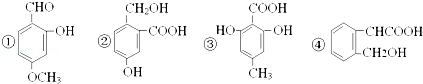 ① CHO OH OCH₃
② CH₂OH COOH OH
③ COOH HO OH CH₃
④ CHCOOH CH₂OH